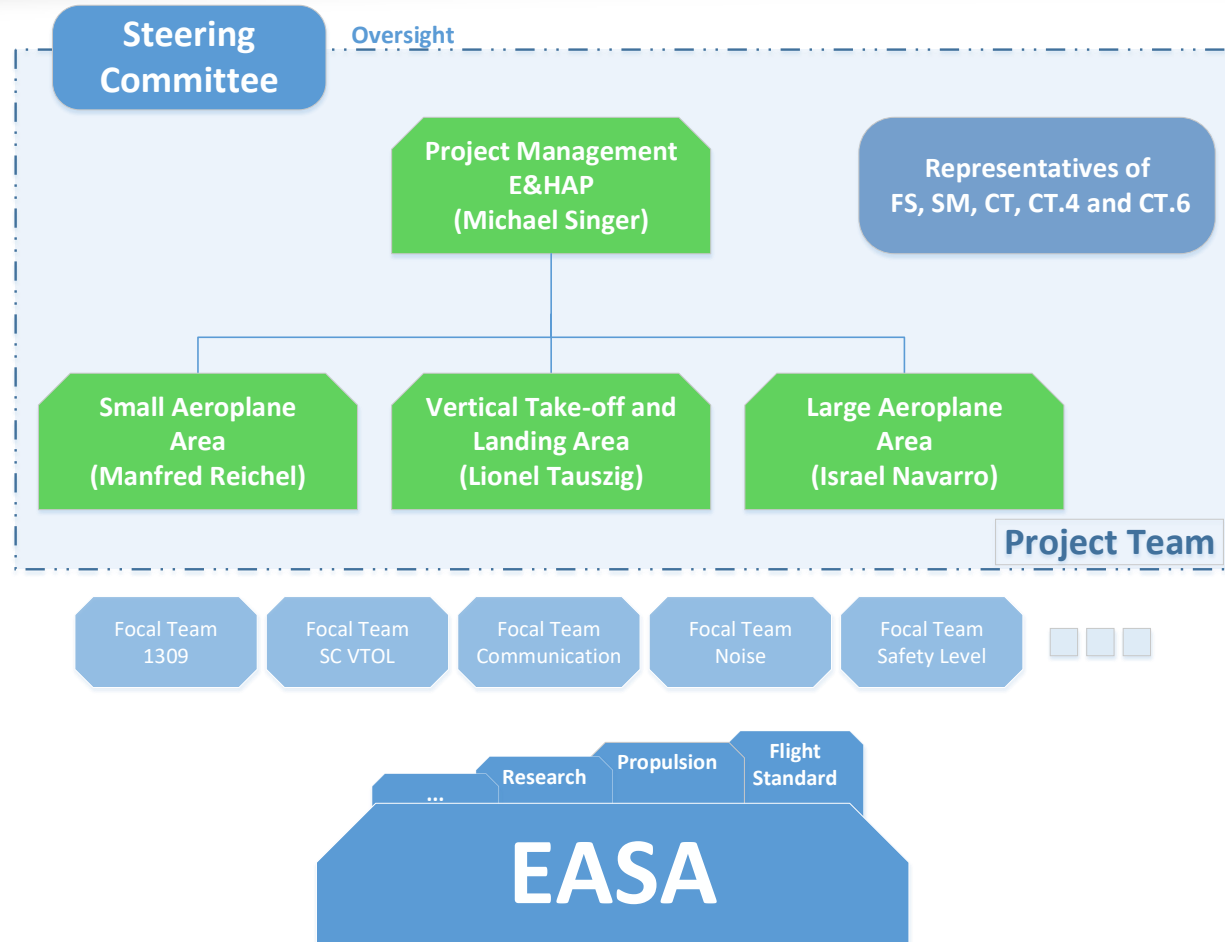 Steering
Committee
Oversight
Project Management
E&HAP
(Michael Singer)
Representatives of
FS, SM, CT, CT.4 and CT.6
Small Aeroplane
Area
(Manfred Reichel)
Vertical Take-off and
Landing Area
(Lionel Tauszig)
Large Aeroplane
Area
(Israel Navarro)
Project Team
Focal Team
1309
Focal Team
SC VTOL
Focal Team
Communication
Focal Team
Noise
Focal Team
Safety Level
...
Research
Propulsion
Flight
Standard
EASA